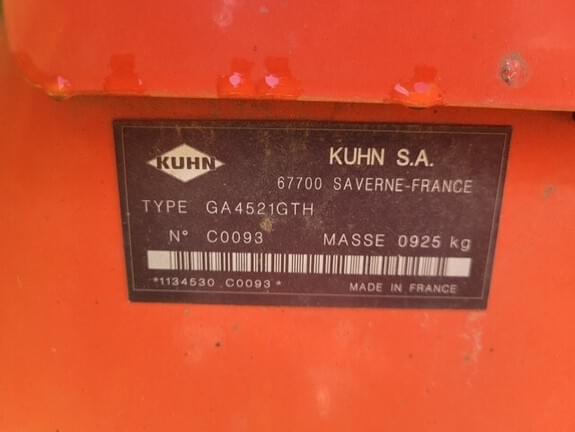 KUHN
KUHN S.A.
67700 SAVERNE-FRANCE
TYPE GA4521GTH
N° C0093 MASSE 0925 kg
*1134530 C0093*
MADE IN FRANCE